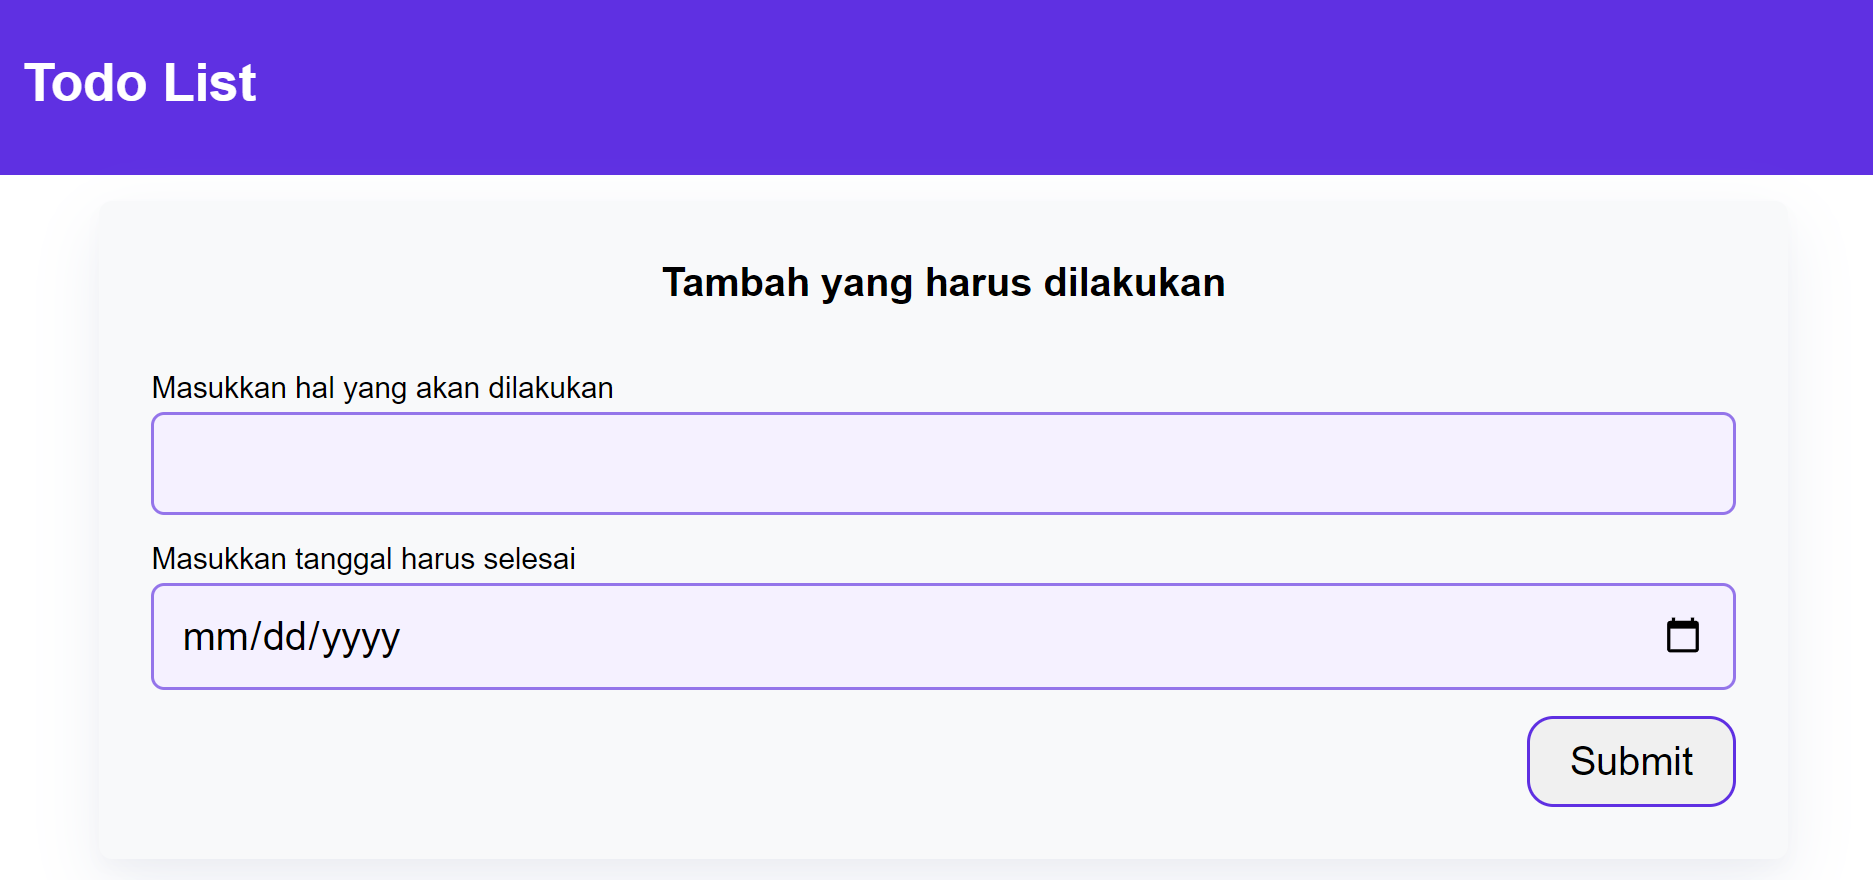 Todo List
Tambah yang harus dilakukan
Masukkan hal yang akan dilakukan
Masukkan tanggal harus selesai
mm/dd/yyyy
Submit